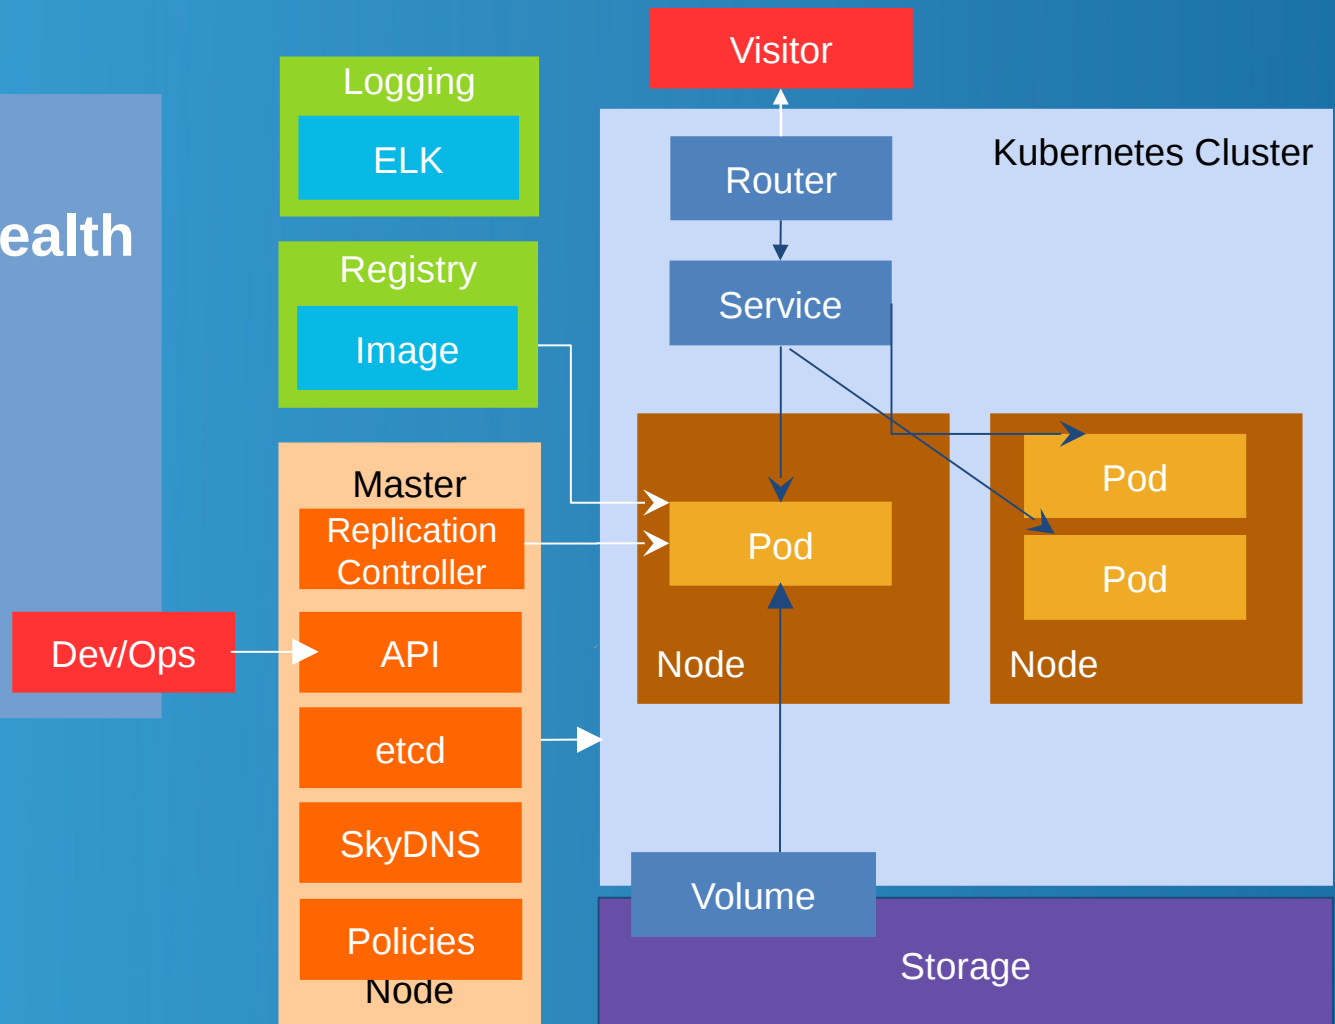 Visitor
Logging
ELK
Kubernetes Cluster
Router
ealth
Registry
Service
Image
Master
Replication
Controller
Pod
Pod
Pod
Dev/Ops
API
Node
Node
etcd
SkyDNS
Volume
Policies
Storage
Node